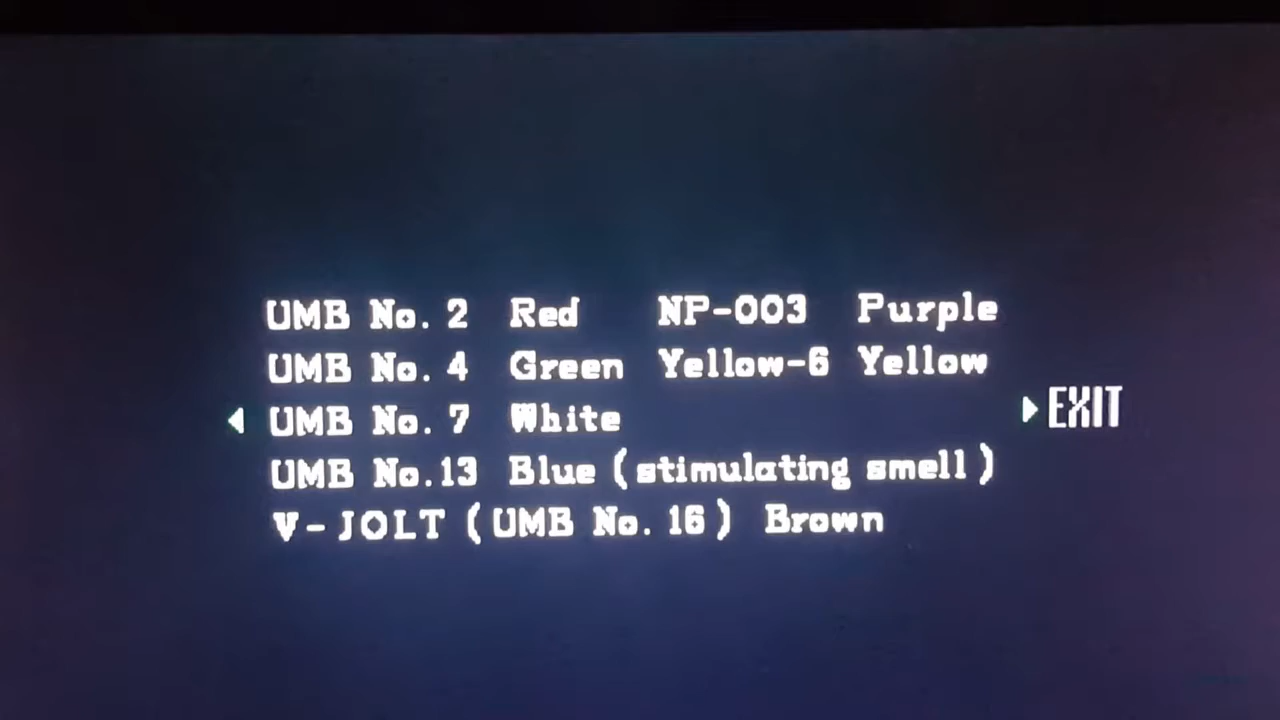 UMB No. 2 Red NP-003 Purple
UMB No. 4 Green Yellow-6 Yellow
UMB No. 7 White
UMB No.13 Blue (stimulating smell)
V-JOLT (UMB No. 16) Brown
EXIT